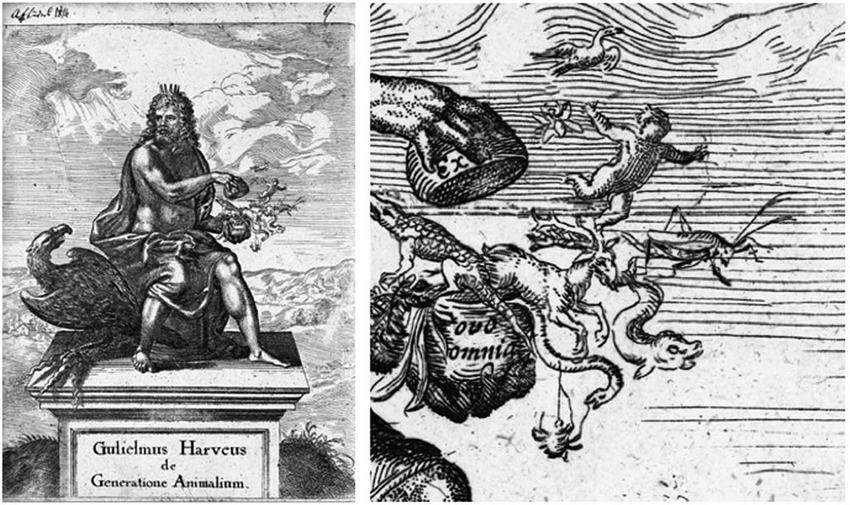 Gulielmus Harveus
de
Generatione Animalium.
ex
ovo
omnia